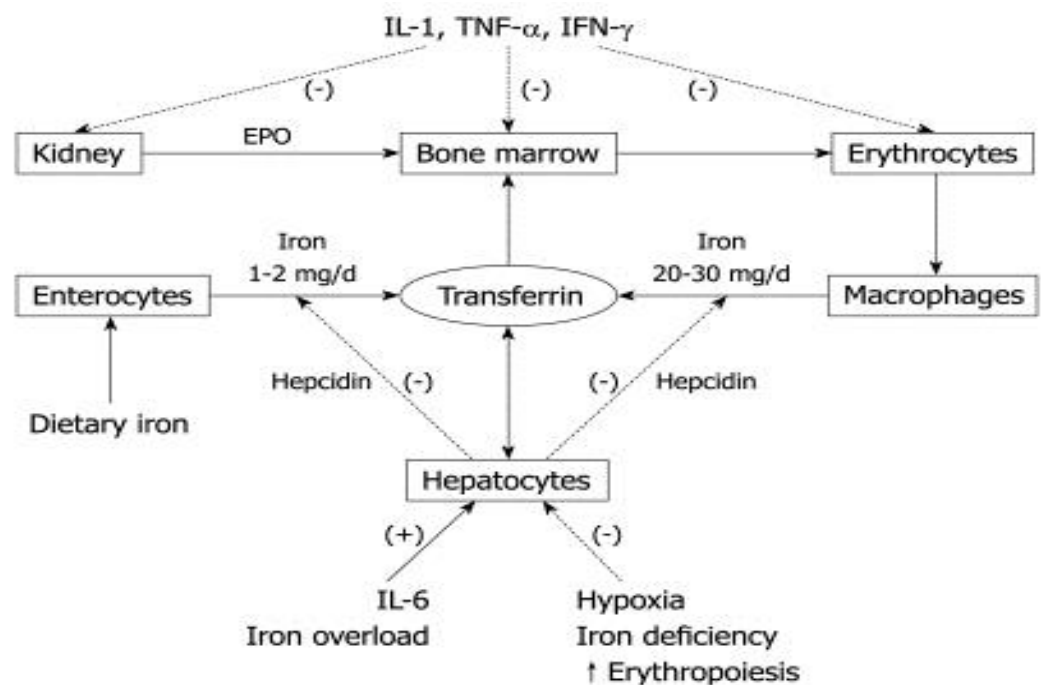 IL-1, TNF-α, IFN-γ
(-)
(-)
(-)
EPO
Kidney
Bone marrow
Erythrocytes
Iron
1-2 mg/d
Iron
20-30 mg/d
Enterocytes
Transferrin
Macrophages
Hepcidin
(-)
(-)
Hepcidin
Dietary iron
Hepatocytes
(+)
(-)
IL-6
Iron overload
Hypoxia
Iron deficiency
↑ Erythropoiesis